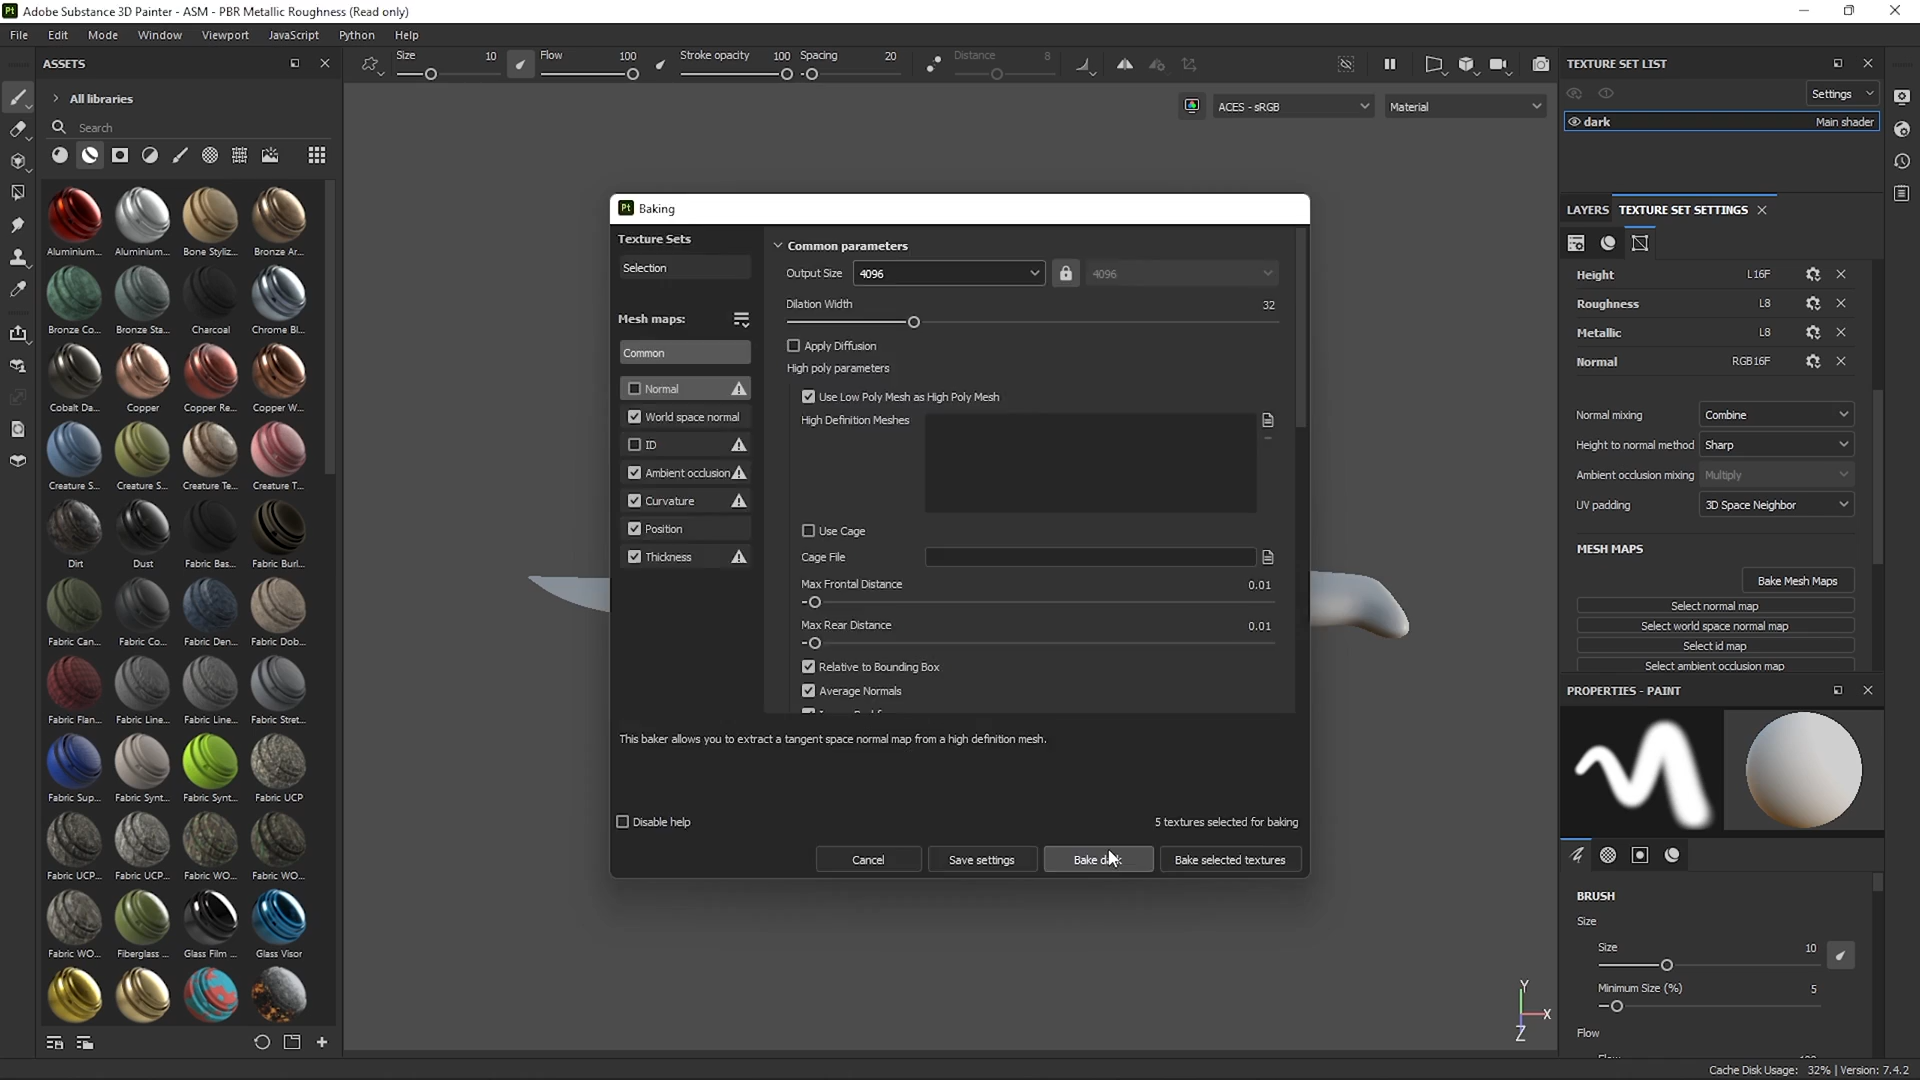 Adobe Substance 3D Painter - ASM - PBR Metallic Roughness (Read only)
File Edit Mode Window Viewport JavaScript Python Help
ASSETS
Size 10 Flow 100 Stroke opacity 100 Spacing 20 Distance 8
All libraries
Search
ACES - sRGB Material
Aluminium... Aluminium... Bone Styliz... Bronze Ar...
Bronze Co... Bronze Sta... Charcoal Chrome Bl...
Cobalt Da... Copper Copper Re... Copper W...
Creature S... Creature S... Creature Te... Creature T...
Dirt Dust Fabric Bas... Fabric Burl...
Fabric Can... Fabric Co... Fabric Den... Fabric Dob...
Fabric Flan... Fabric Line... Fabric Line... Fabric Stret...
Fabric Sup... Fabric Synt... Fabric Synt... Fabric UCP
Fabric UCP... Fabric UCP... Fabric WO... Fabric WO...
Fabric WO... Fiberglass ... Glass Film ... Glass Visor
Baking
Texture Sets
Selection
Mesh maps:
Common
Normal
World space normal
ID
Ambient occlusion
Curvature
Position
Thickness
Common parameters
Output Size 4096 4096
Dilation Width 32
Apply Diffusion
High poly parameters
Use Low Poly Mesh as High Poly Mesh
High Definition Meshes
Use Cage
Cage File
Max Frontal Distance 0.01
Max Rear Distance 0.01
Relative to Bounding Box
Average Normals
This baker allows you to extract a tangent space normal map from a high definition mesh.
Disable help 5 textures selected for baking
Cancel Save settings Bake dark Bake selected textures
Y
X
Z
TEXTURE SET LIST
Settings
dark Main shader
LAYERS TEXTURE SET SETTINGS
Height L16F
Roughness L8
Metallic L8
Normal RGB16F
Normal mixing Combine
Height to normal method Sharp
Ambient occlusion mixing Multiply
UV padding 3D Space Neighbor
MESH MAPS
Bake Mesh Maps
Select normal map
Select world space normal map
Select id map
Select ambient occlusion map
PROPERTIES - PAINT
BRUSH
Size
Size 10
Minimum Size (%) 5
Flow
Cache Disk Usage: 32% | Version: 7.4.2